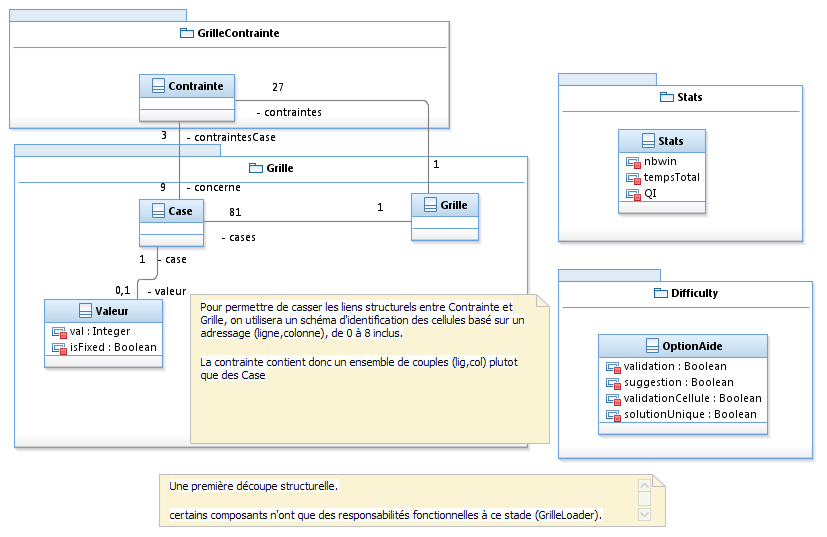 GrilleContrainte
Contrainte
27
- contraintes
3
- contraintesCase
Grille
1
9
- concerne
Case
81
1
Grille
- cases
1
- case
0,1
- valeur
Valeur
val : Integer
isFixed : Boolean
Pour permettre de casser les liens structurels entre Contrainte et
Grille, on utilisera un schéma d'identification des cellules basé sur un
adressage (ligne,colonne), de 0 à 8 inclus.
La contrainte contient donc un ensemble de couples (lig,col) plutot
que des Case
Stats
Stats
nbwin
tempsTotal
QI
Difficulty
OptionAide
validation : Boolean
suggestion : Boolean
validationCellule : Boolean
solutionUnique : Boolean
Une première découpe structurelle.
certains composants n'ont que des responsabilités fonctionnelles à ce stade (GrilleLoader).